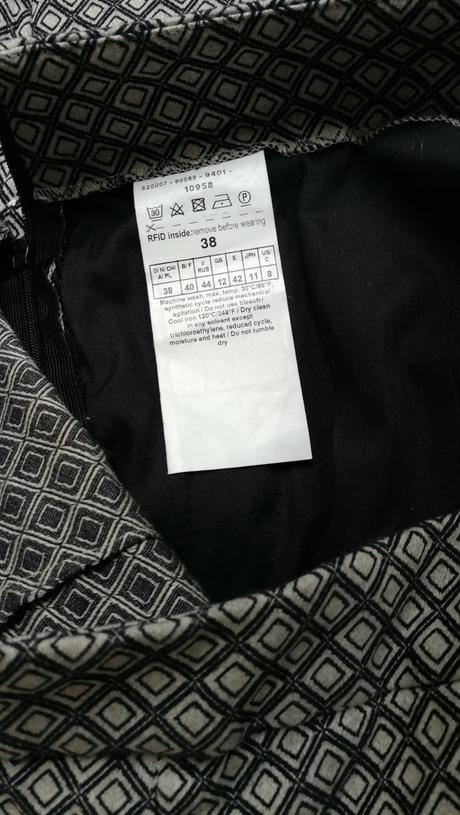 820007-80089-9401-
10958
30 P
RFID inside:remove before wearing
38
D/N/CH/A/PL B/F I/RUS GB E JPN US/C
38 40 44 12 42 11 8
Machine wash, max. temp. 30°C/86°F,
synthetic cycle reduce mechanical
agitation / Do not use bleach /
Cool iron 120°C/248°F / Dry clean
in any solvent except
trichloroethylene, reduced cycle,
moisture and heat / Do not tumble
dry